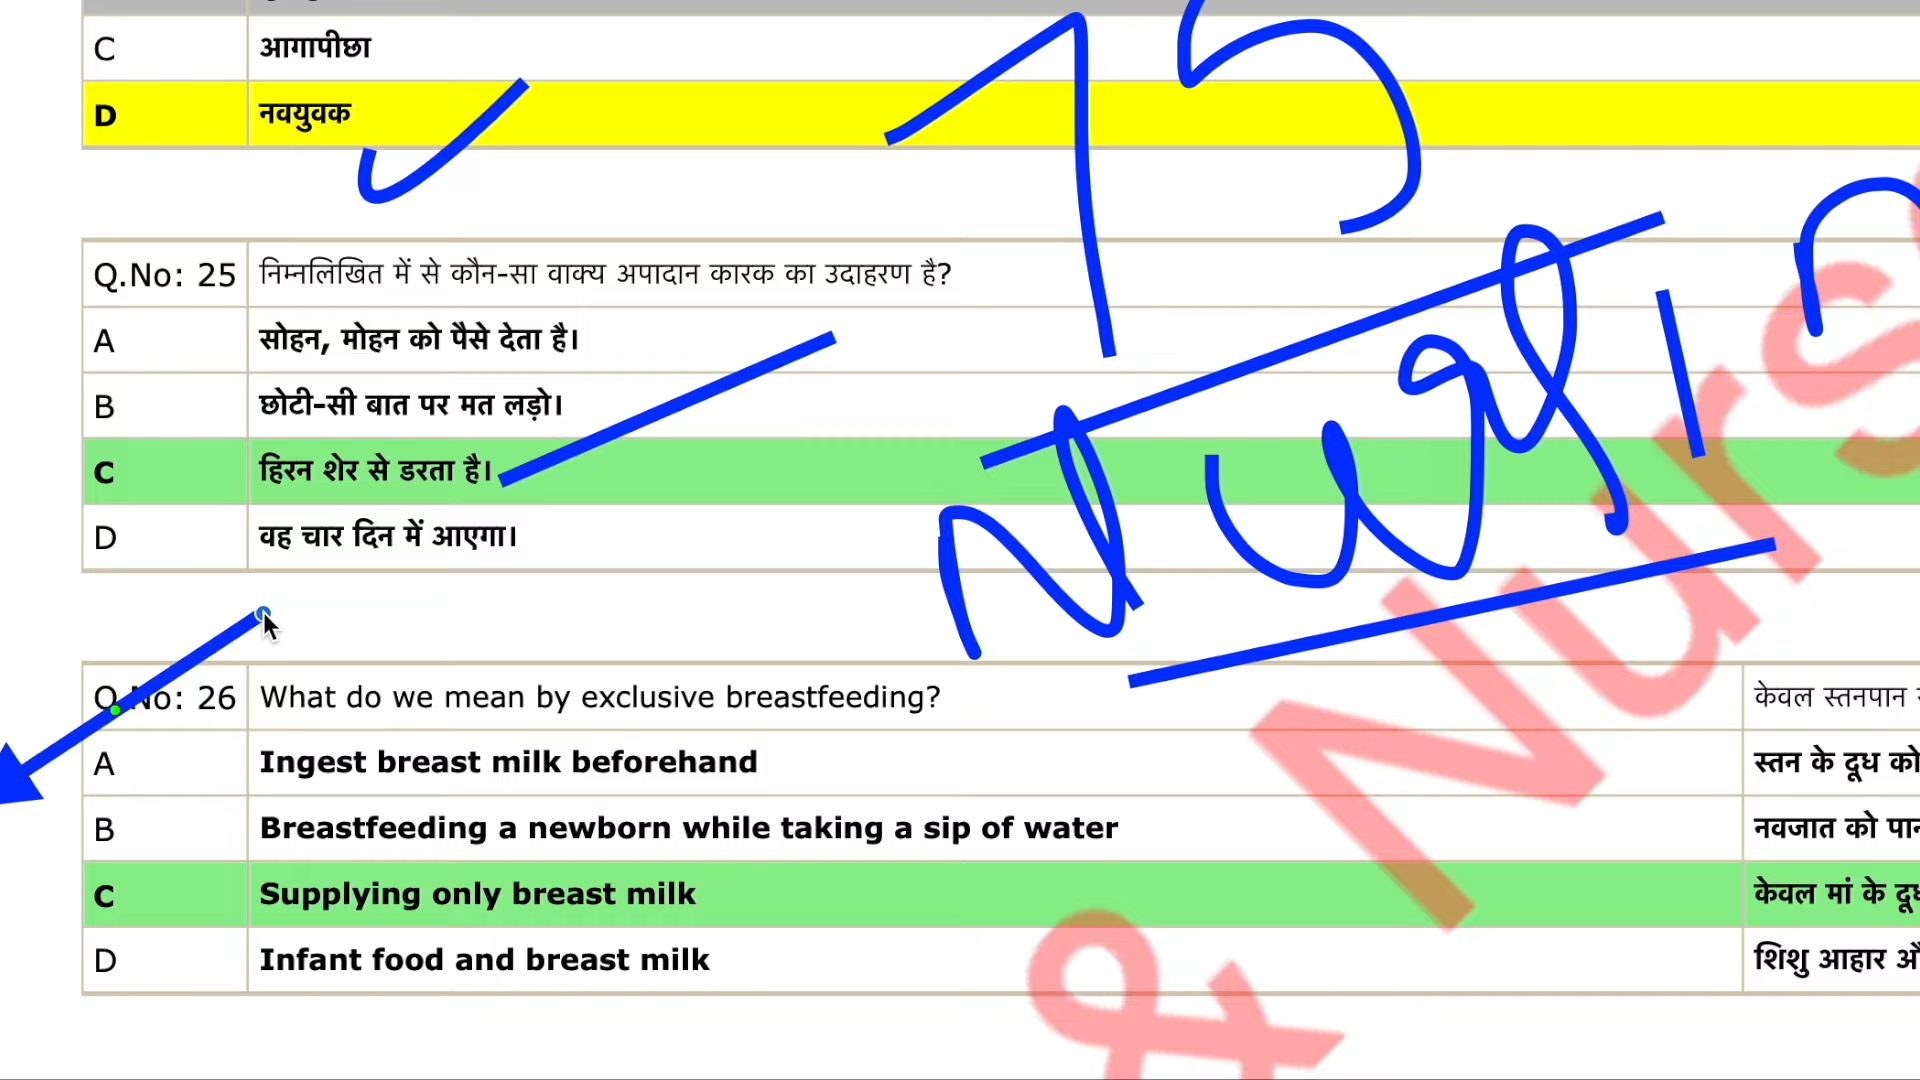 C आगापीछा
D नवयुवक
15
Q.No: 25 निम्नलिखित में से कौन-सा वाक्य अपादान कारक का उदाहरण है?
A सोहन, मोहन को पैसे देता है।
B छोटी-सी बात पर मत लड़ो।
C हिरन शेर से डरता है।
D वह चार दिन में आएगा।
Q.No: 26 What do we mean by exclusive breastfeeding? केवल स्तनपान
A Ingest breast milk beforehand स्तन के दूध को
B Breastfeeding a newborn while taking a sip of water नवजात को
C Supplying only breast milk केवल मां के
D Infant food and breast milk शिशु आहार
& Nurs